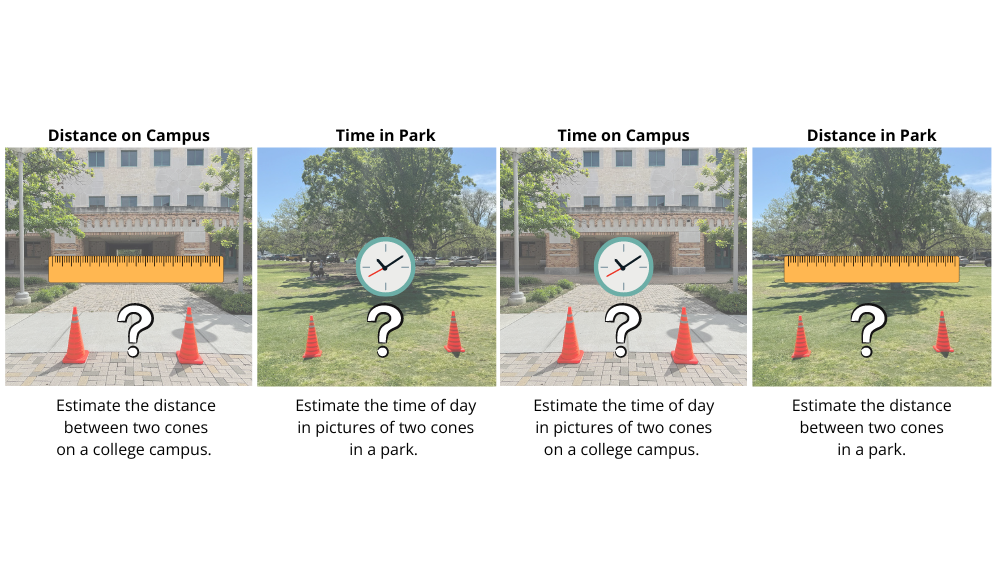 Distance on Campus
Time in Park
Time on Campus
Distance in Park
?
?
?
?
Estimate the distance
between two cones
on a college campus.
Estimate the time of day
in pictures of two cones
in a park.
Estimate the time of day
in pictures of two cones
on a college campus.
Estimate the distance
between two cones
in a park.